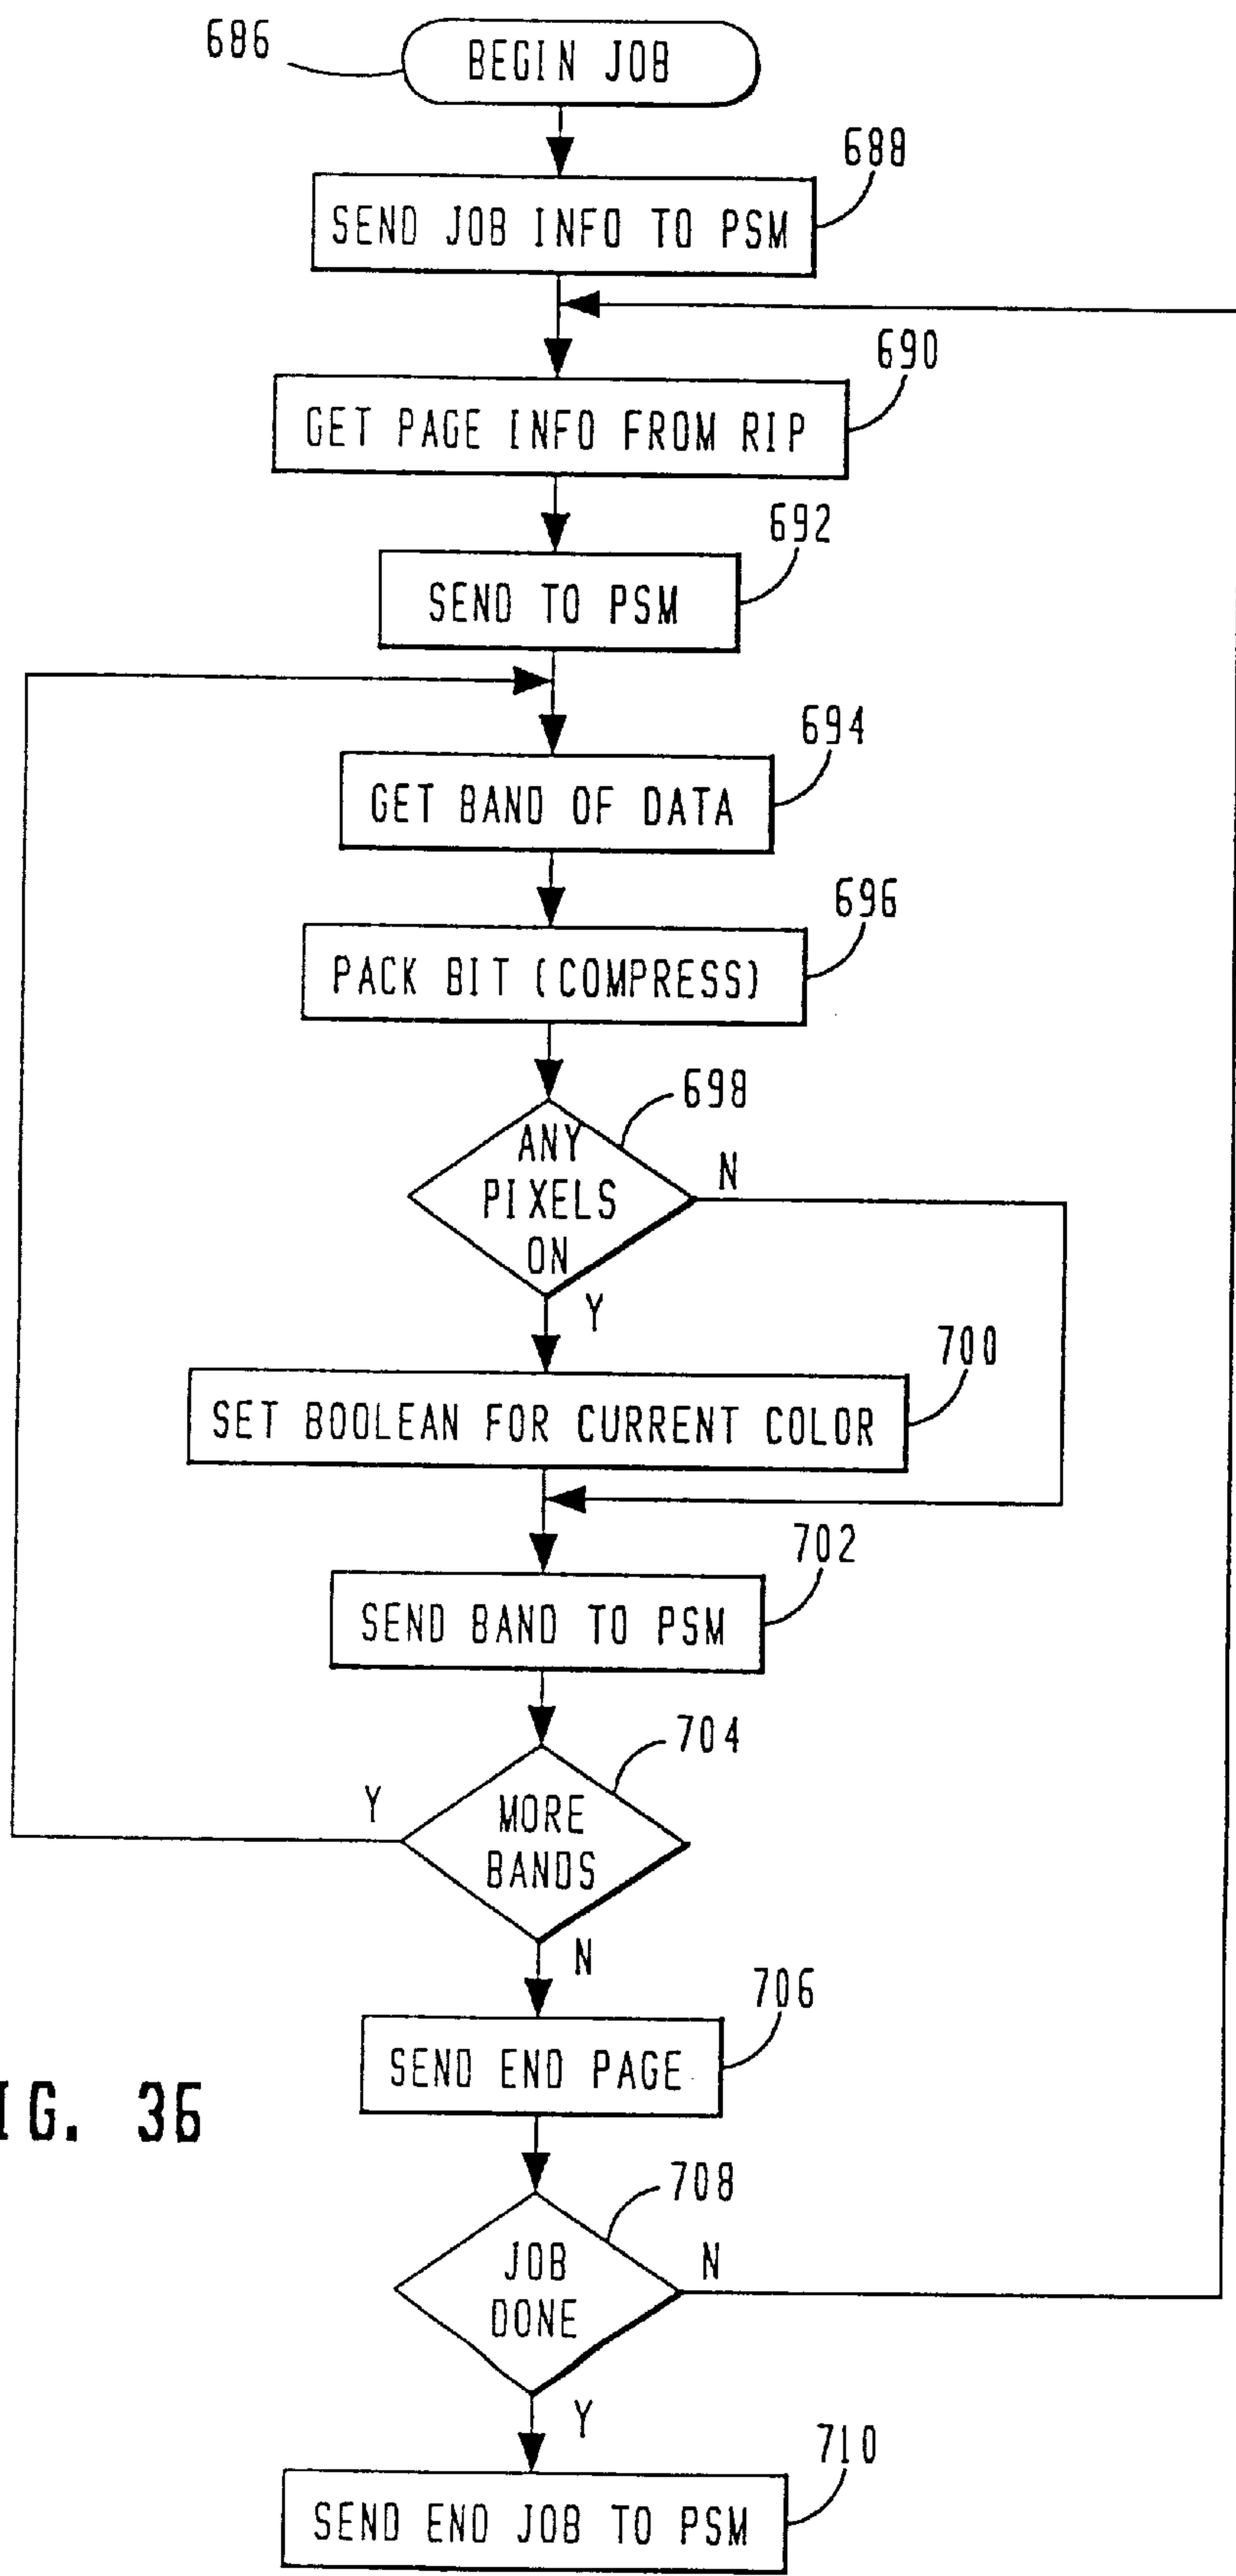 686
BEGIN JOB
688
SEND JOB INFO TO PSM
690
GET PAGE INFO FROM RIP
692
SEND TO PSM
694
GET BAND OF DATA
696
PACK BIT (COMPRESS)
698
ANY
PIXELS
ON
N
Y
700
SET BOOLEAN FOR CURRENT COLOR
702
SEND BAND TO PSM
704
Y
MORE
BANDS
N
706
SEND END PAGE
IG. 36
708
JOB
DONE
N
Y
710
SEND END JOB TO PSM